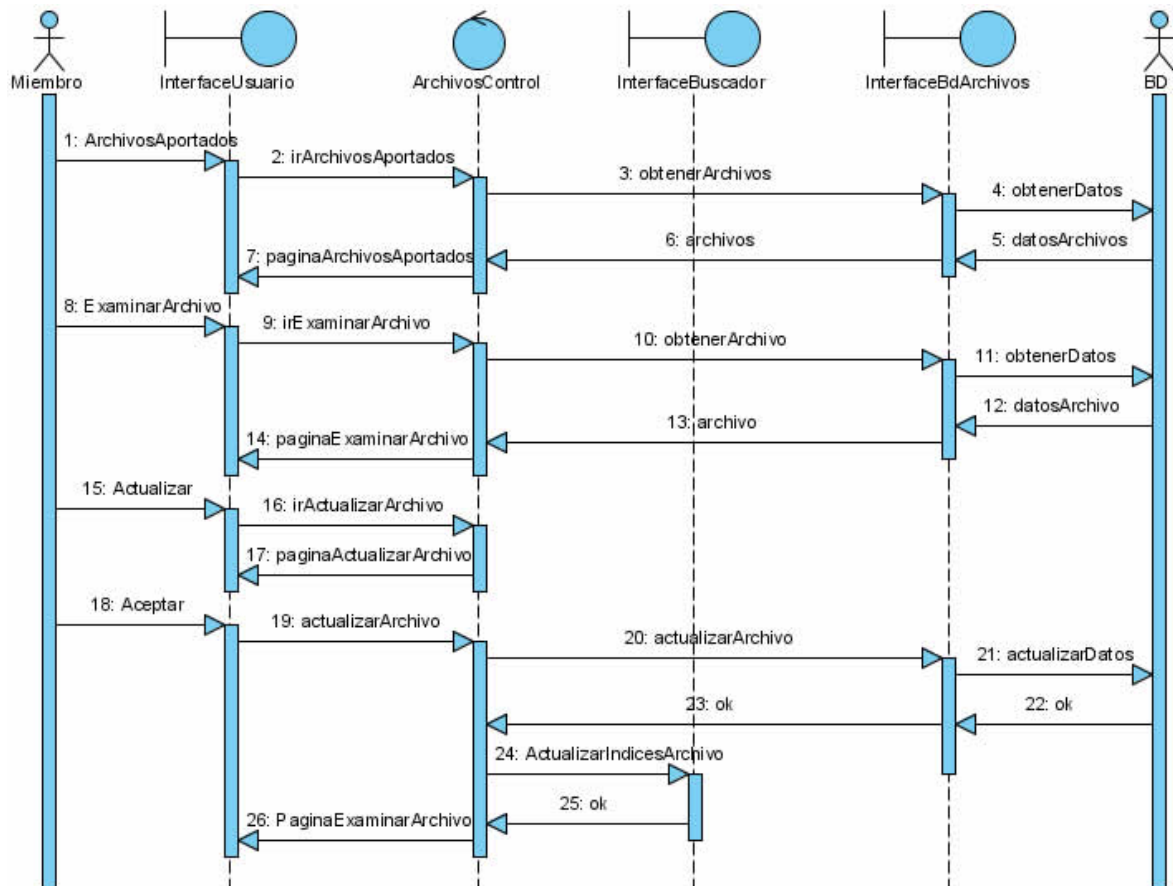 Miembro
InterfaceUsuario
ArchivosControl
InterfaceBuscador
InterfaceBdArchivos
BD
1: ArchivosAportados
2: irArchivosAportados
3: obtenerArchivos
4: obtenerDatos
5: datosArchivos
6: archivos
7: paginaArchivosAportados
8: ExaminarArchivo
9: irExaminarArchivo
10: obtenerArchivo
11: obtenerDatos
12: datosArchivo
13: archivo
14: paginaExaminarArchivo
15: Actualizar
16: irActualizarArchivo
17: paginaActualizarArchivo
18: Aceptar
19: actualizarArchivo
20: actualizarArchivo
21: actualizarDatos
22: ok
23: ok
24: ActualizarIndicesArchivo
25: ok
26: PaginaExaminarArchivo